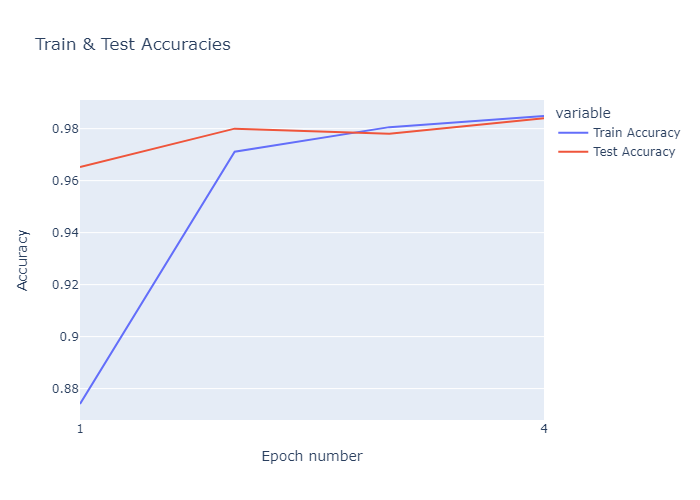 Train & Test Accuracies
variable
Train Accuracy
Test Accuracy
Accuracy
0.98
0.96
0.94
0.92
0.9
0.88
1
4
Epoch number